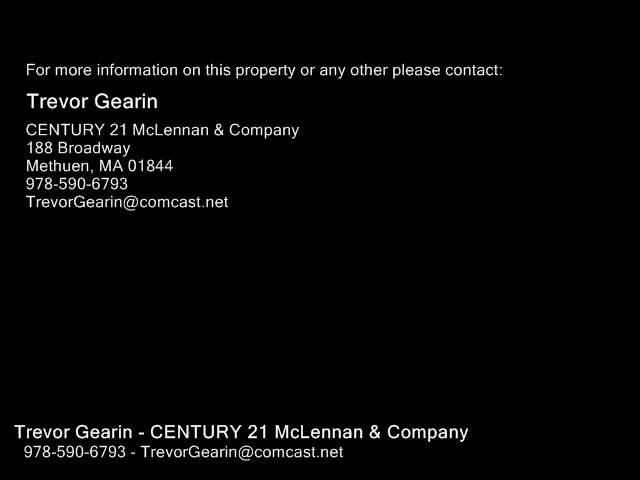 For more information on this property or any other please contact:
Trevor Gearin
CENTURY 21 McLennan & Company
188 Broadway
Methuen, MA 01844
978-590-6793
TrevorGearin@comcast.net
Trevor Gearin - CENTURY 21 McLennan & Company
978-590-6793 - TrevorGearin@comcast.net